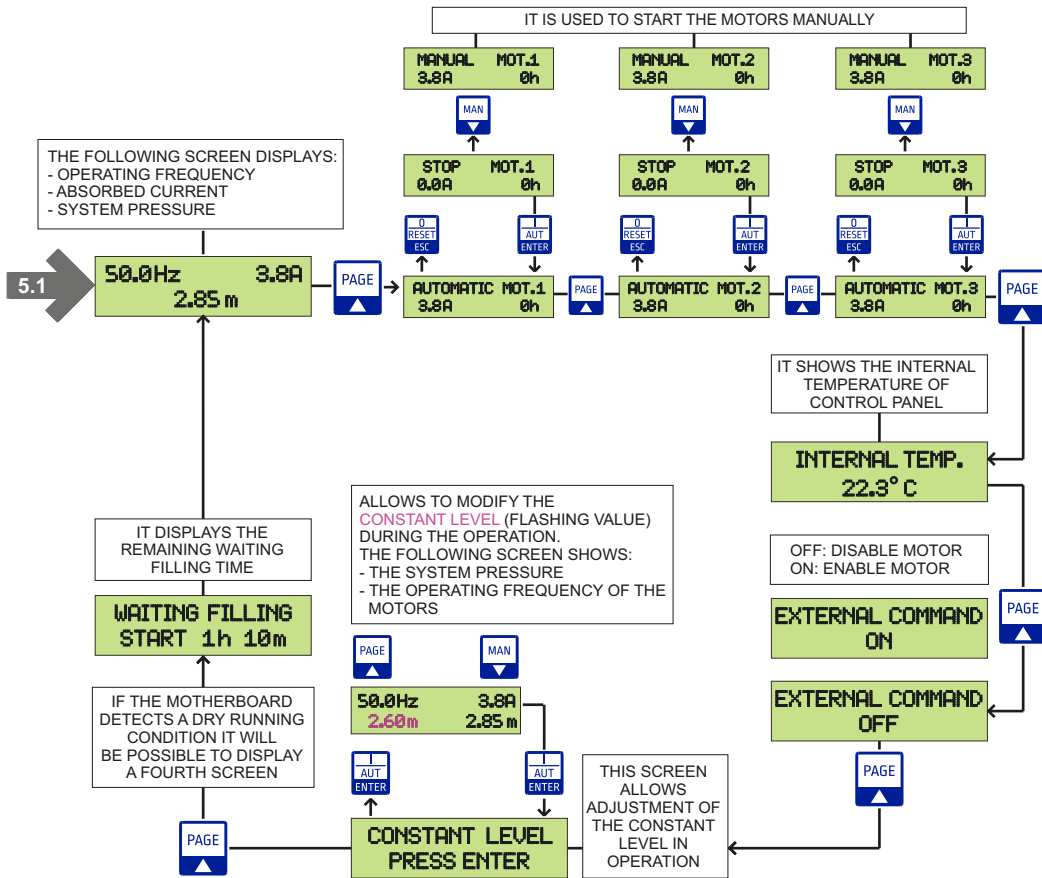 IT IS USED TO START THE MOTORS MANUALLY
MANUAL MOT.1
3.8A 0h
MANUAL MOT.2
3.8A 0h
MANUAL MOT.3
3.8A 0h
MAN
MAN
MAN
THE FOLLOWING SCREEN DISPLAYS:
- OPERATING FREQUENCY
- ABSORBED CURRENT
- SYSTEM PRESSURE
STOP MOT.1
0.0A 0h
STOP MOT.2
0.0A 0h
STOP MOT.3
0.0A 0h
0
RESET
ESC
I
AUT
ENTER
0
RESET
ESC
I
AUT
ENTER
0
RESET
ESC
I
AUT
ENTER
5.1
50.0Hz 3.8A
2.85 m
PAGE
AUTOMATIC MOT.1
3.8A 0h
PAGE
AUTOMATIC MOT.2
3.8A 0h
PAGE
AUTOMATIC MOT.3
3.8A 0h
PAGE
IT SHOWS THE INTERNAL
TEMPERATURE OF
CONTROL PANEL
INTERNAL TEMP.
22.3° C
OFF: DISABLE MOTOR
ON: ENABLE MOTOR
EXTERNAL COMMAND
ON
PAGE
EXTERNAL COMMAND
OFF
PAGE
THIS SCREEN
ALLOWS
ADJUSTMENT OF
THE CONSTANT
LEVEL IN
OPERATION
ALLOWS TO MODIFY THE
CONSTANT LEVEL (FLASHING VALUE)
DURING THE OPERATION.
THE FOLLOWING SCREEN SHOWS:
- THE SYSTEM PRESSURE
- THE OPERATING FREQUENCY OF THE
MOTORS
PAGE
MAN
50.0Hz 3.8A
2.60m 2.85 m
I
AUT
ENTER
I
AUT
ENTER
CONSTANT LEVEL
PRESS ENTER
PAGE
IF THE MOTHERBOARD
DETECTS A DRY RUNNING
CONDITION IT WILL
BE POSSIBLE TO DISPLAY
A FOURTH SCREEN
WAITING FILLING
START 1h 10m
IT DISPLAYS THE
REMAINING WAITING
FILLING TIME